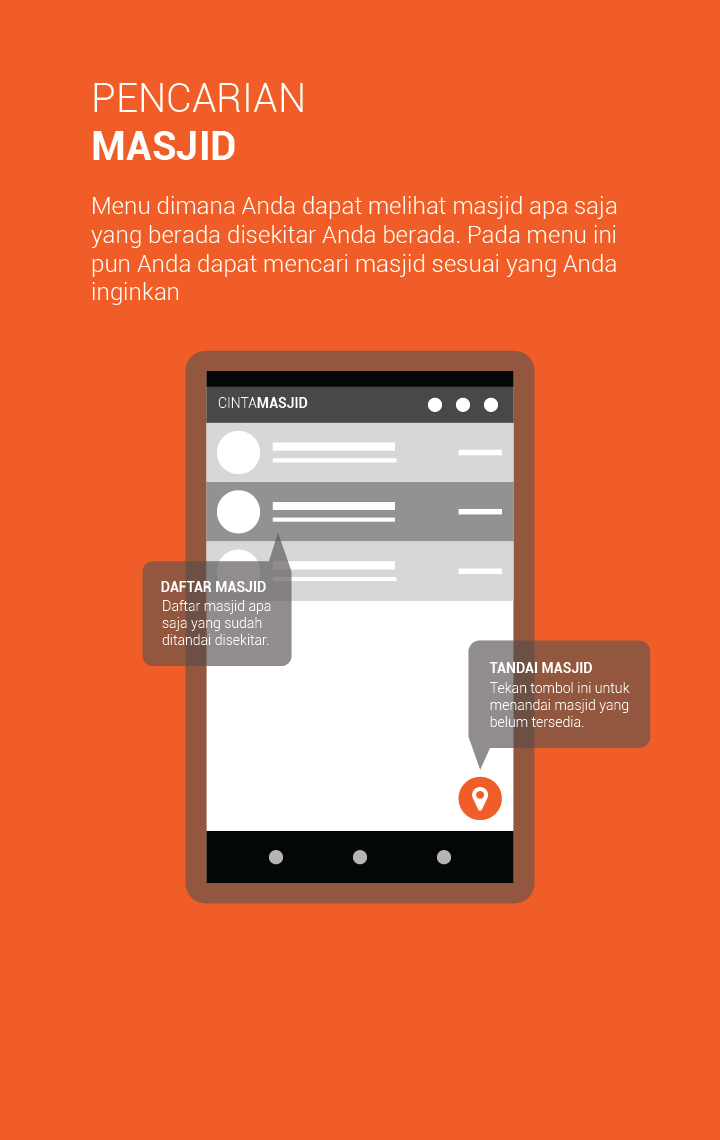 PENCARIAN
MASJID
Menu dimana Anda dapat melihat masjid apa saja
yang berada disekitar Anda berada. Pada menu ini
pun Anda dapat mencari masjid sesuai yang Anda
inginkan
CINTAMASJID
DAFTAR MASJID
Daftar masjid apa
saja yang sudah
ditandai disekitar.
TANDAI MASJID
Tekan tombol ini untuk
menandai masjid yang
belum tersedia.